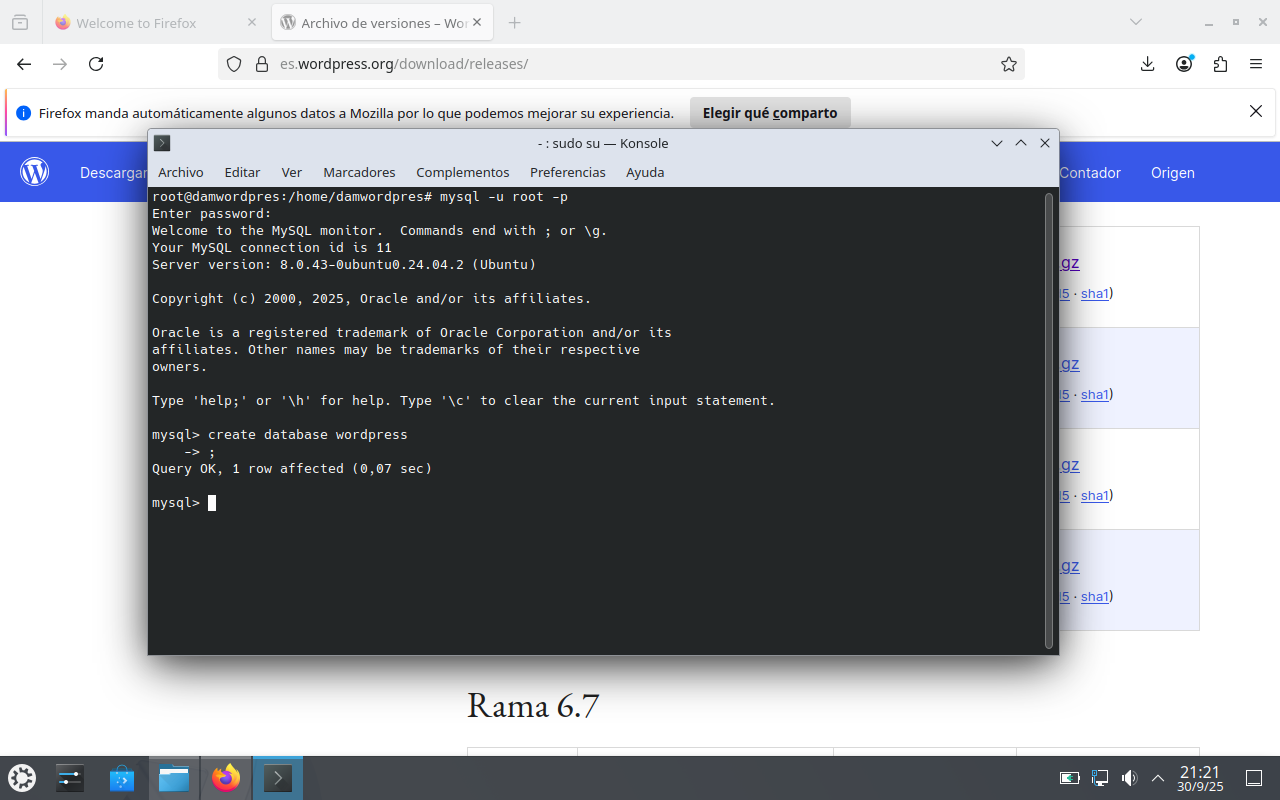 Welcome to Firefox
Archivo de versiones – Wor
es.wordpress.org/download/releases/
Firefox manda automáticamente algunos datos a Mozilla por lo que podemos mejorar su experiencia.
Elegir qué comparto
- : sudo su — Konsole
Archivo Editar Ver Marcadores Complementos Preferencias Ayuda
Descargar
Contador Origen
root@damwordpres:/home/damwordpres# mysql -u root -p
Enter password:
Welcome to the MySQL monitor.  Commands end with ; or \g.
Your MySQL connection id is 11
Server version: 8.0.43-0ubuntu0.24.04.2 (Ubuntu)
Copyright (c) 2000, 2025, Oracle and/or its affiliates.
Oracle is a registered trademark of Oracle Corporation and/or its
affiliates. Other names may be trademarks of their respective
owners.
Type 'help;' or '\h' for help. Type '\c' to clear the current input statement.
mysql> create database wordpress
    -> ;
Query OK, 1 row affected (0,07 sec)
mysql>
gz
5 · sha1)
gz
5 · sha1)
gz
5 · sha1)
gz
5 · sha1)
Rama 6.7
21:21
30/9/25